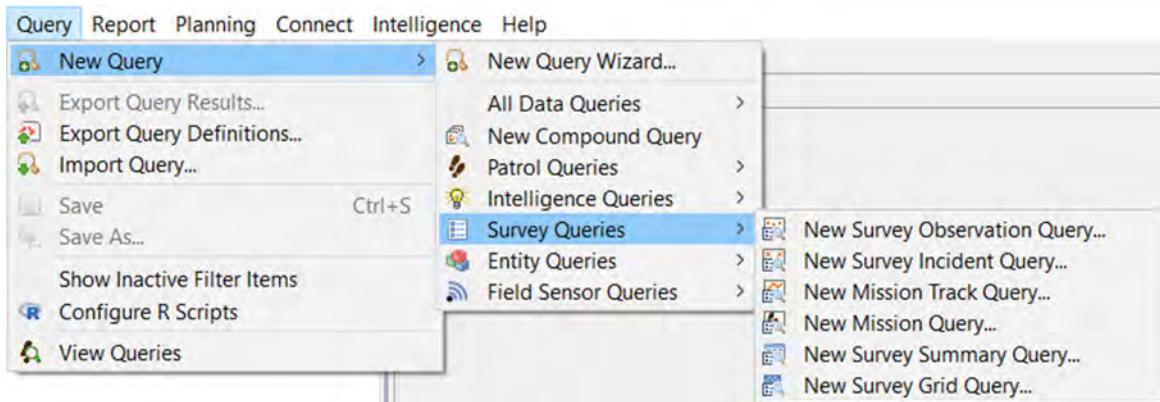 Query Report Planning Connect Intelligence Help
New Query
Export Query Results...
Export Query Definitions...
Import Query...
Save Ctrl+S
Save As...
Show Inactive Filter Items
R Configure R Scripts
View Queries
New Query Wizard...
All Data Queries
New Compound Query
Patrol Queries
Intelligence Queries
Survey Queries
Entity Queries
Field Sensor Queries
New Survey Observation Query...
New Survey Incident Query...
New Mission Track Query...
New Mission Query...
New Survey Summary Query...
New Survey Grid Query...